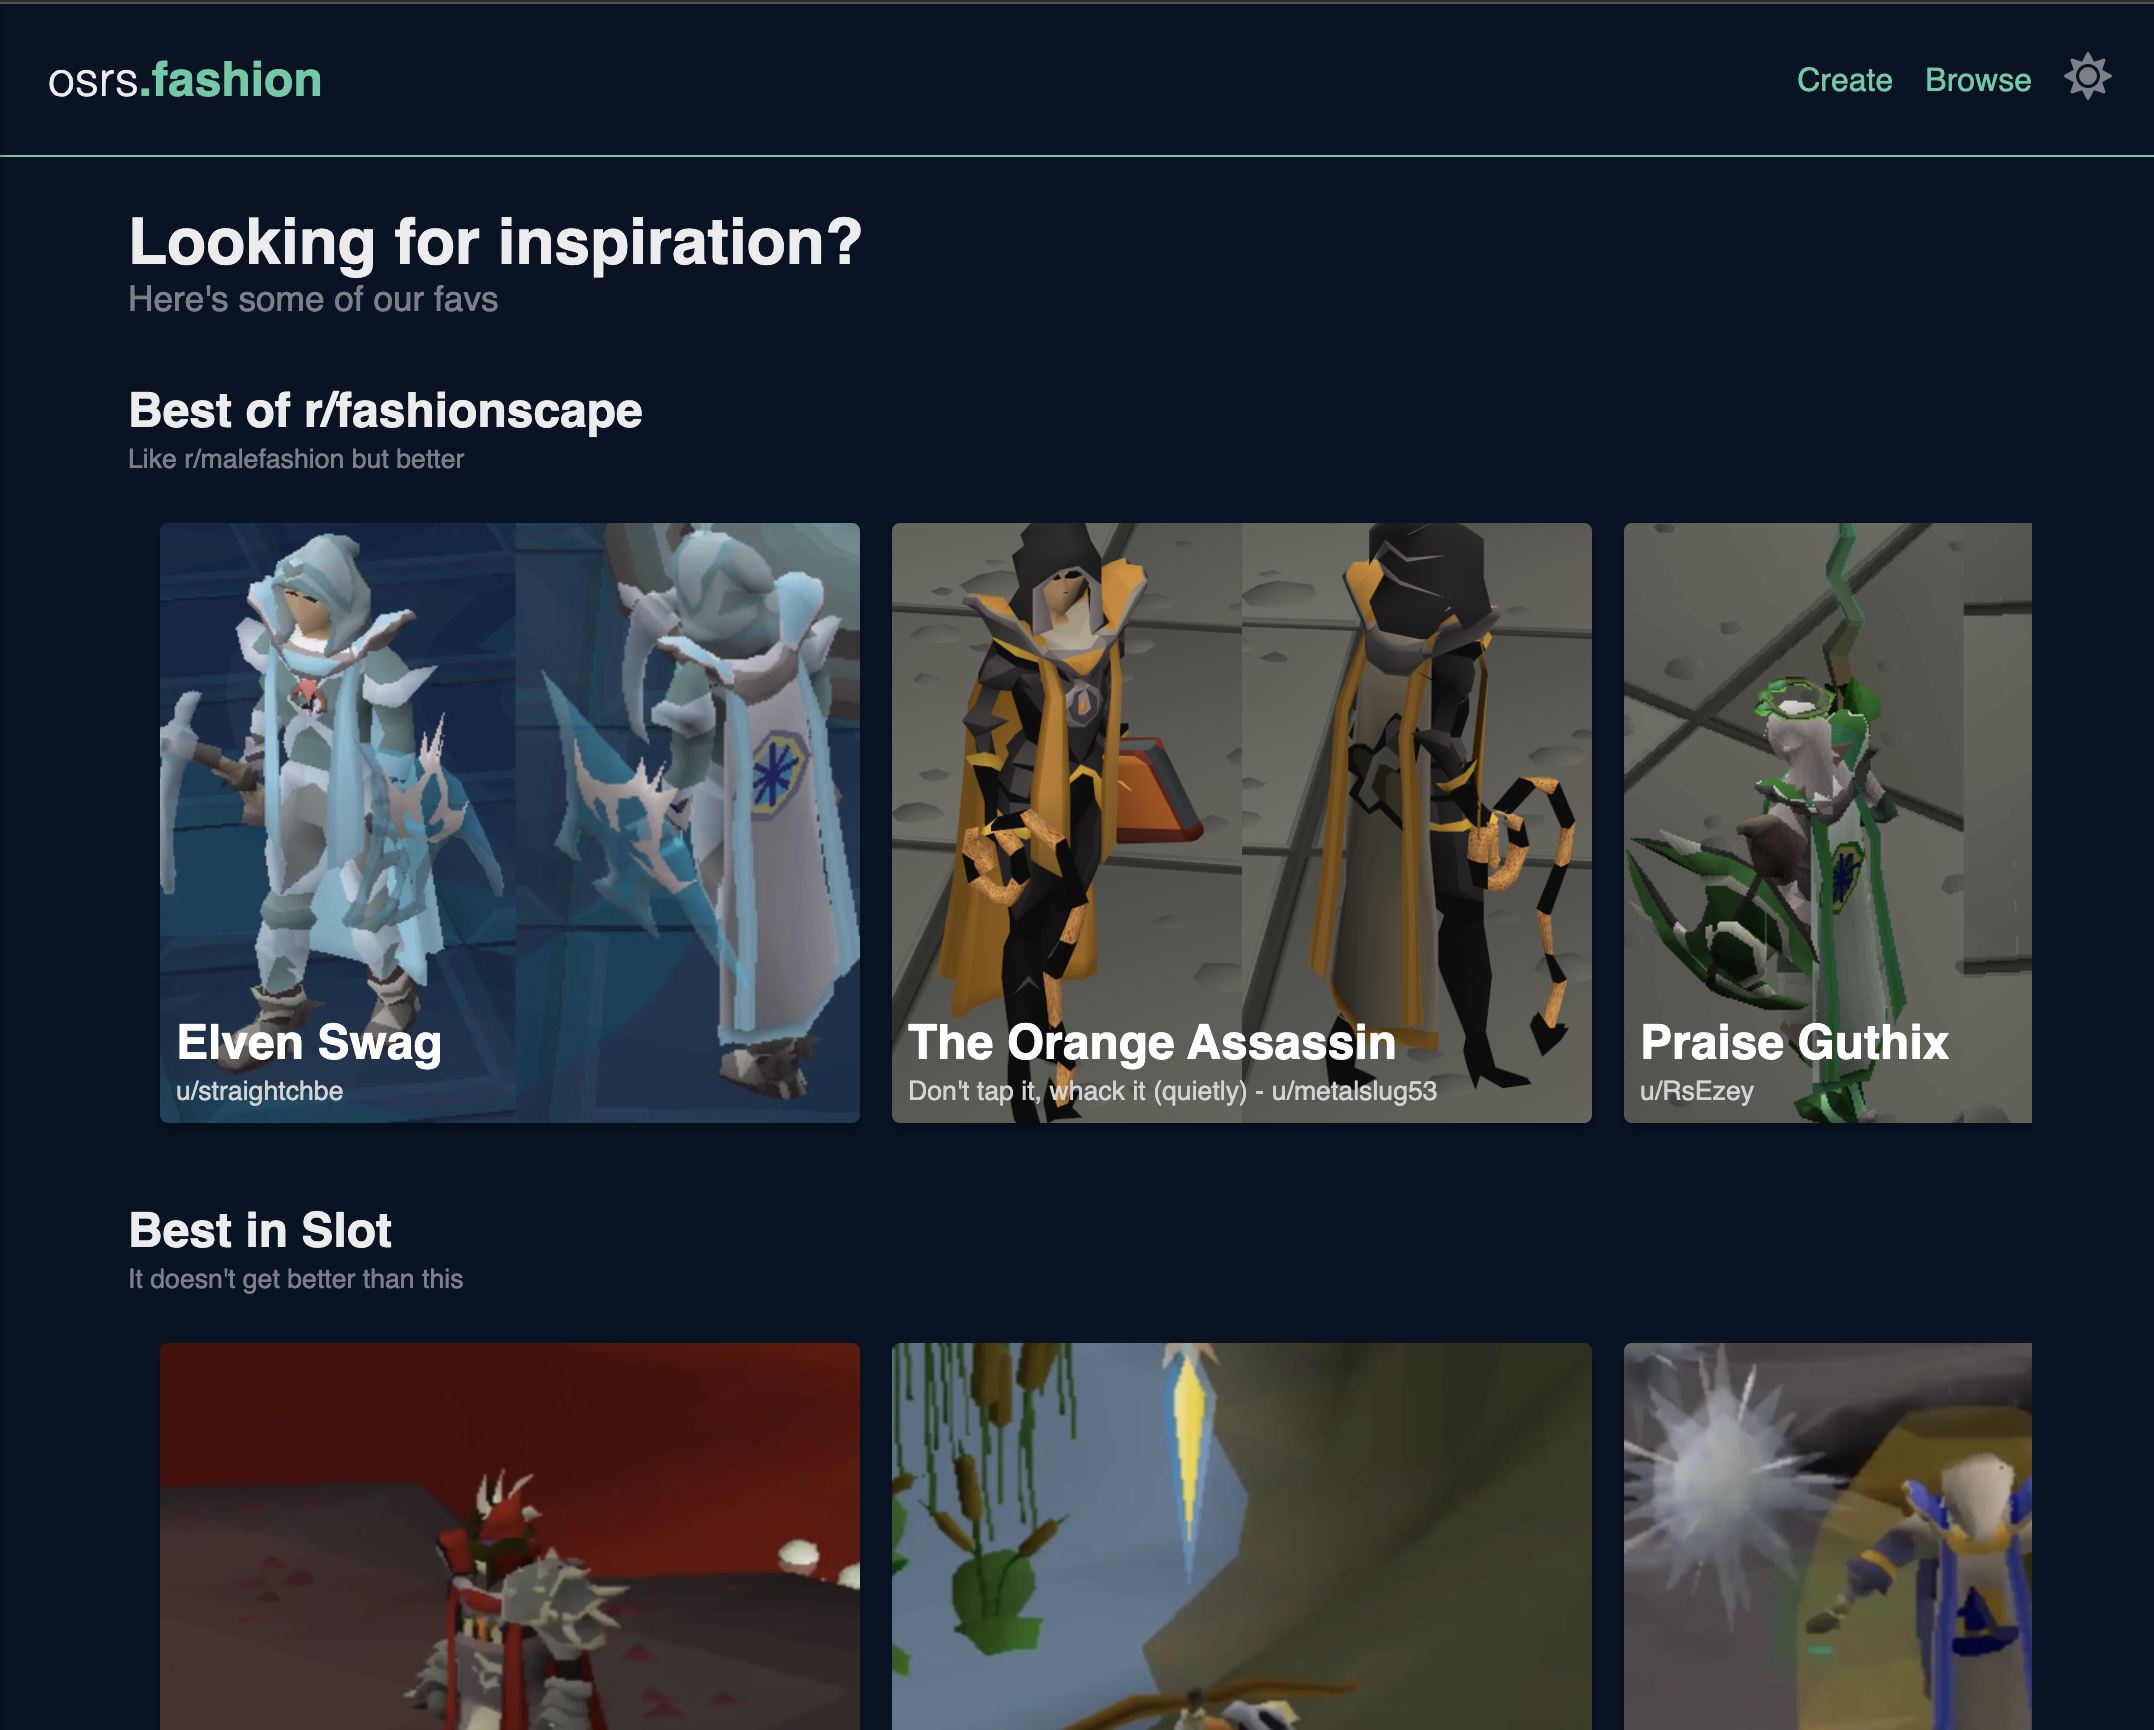 osrs.fashion
Create Browse
Looking for inspiration?
Here's some of our favs
Best of r/fashionscape
Like r/malefashion but better
Elven Swag
u/straightchbe
The Orange Assassin
Don't tap it, whack it (quietly) - u/metalslug53
Praise Guthix
u/RsEzey
Best in Slot
It doesn't get better than this